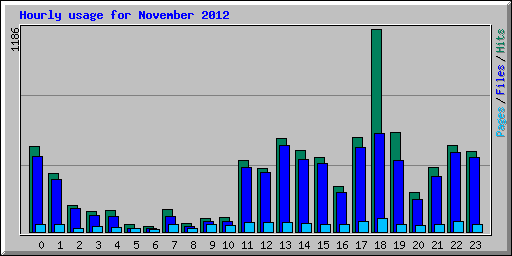 Hourly usage for November 2012
1186
Pages / Files / Hits
0 1 2 3 4 5 6 7 8 9 10 11 12 13 14 15 16 17 18 19 20 21 22 23